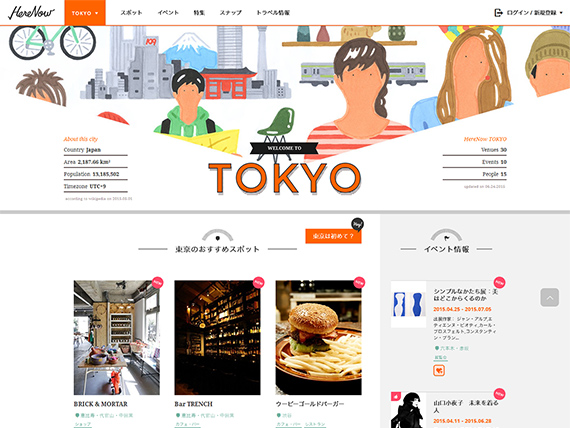 HereNow
TOKYO
スポット
イベント
特集
スナップ
トラベル情報
ログイン / 新規登録
109
About this city
Country Japan
Area 2,187.66 km²
Population 13,185,502
Timezone UTC+9
according to wikipedia on 2013.08.05
WELCOME TO
TOKYO
HereNow TOKYO
Venues 30
Events 10
People 15
updated on 06.24.2015
東京のおすすめスポット
東京は初めて？
Hey!
イベント情報
new
BRICK & MORTAR
恵比寿・代官山・中目黒
ショップ
new
Bar TRENCH
恵比寿・代官山・中目黒
カフェ・バー
new
ウーピーゴールドバーガー
渋谷
カフェ・バー
レストラン
new
シンプルなかたち展：美はどこからくるのか
2015.04.25 - 2015.07.05
出展作家： ジャン・アルプ,スティエンヌ・ビオティ,カール・ブロスフェルト,コンスタンティン・ブラン...
六本木・赤坂
展覧会
new
山口小夜子 未来を着る人
2015.04.11 - 2015.06.28